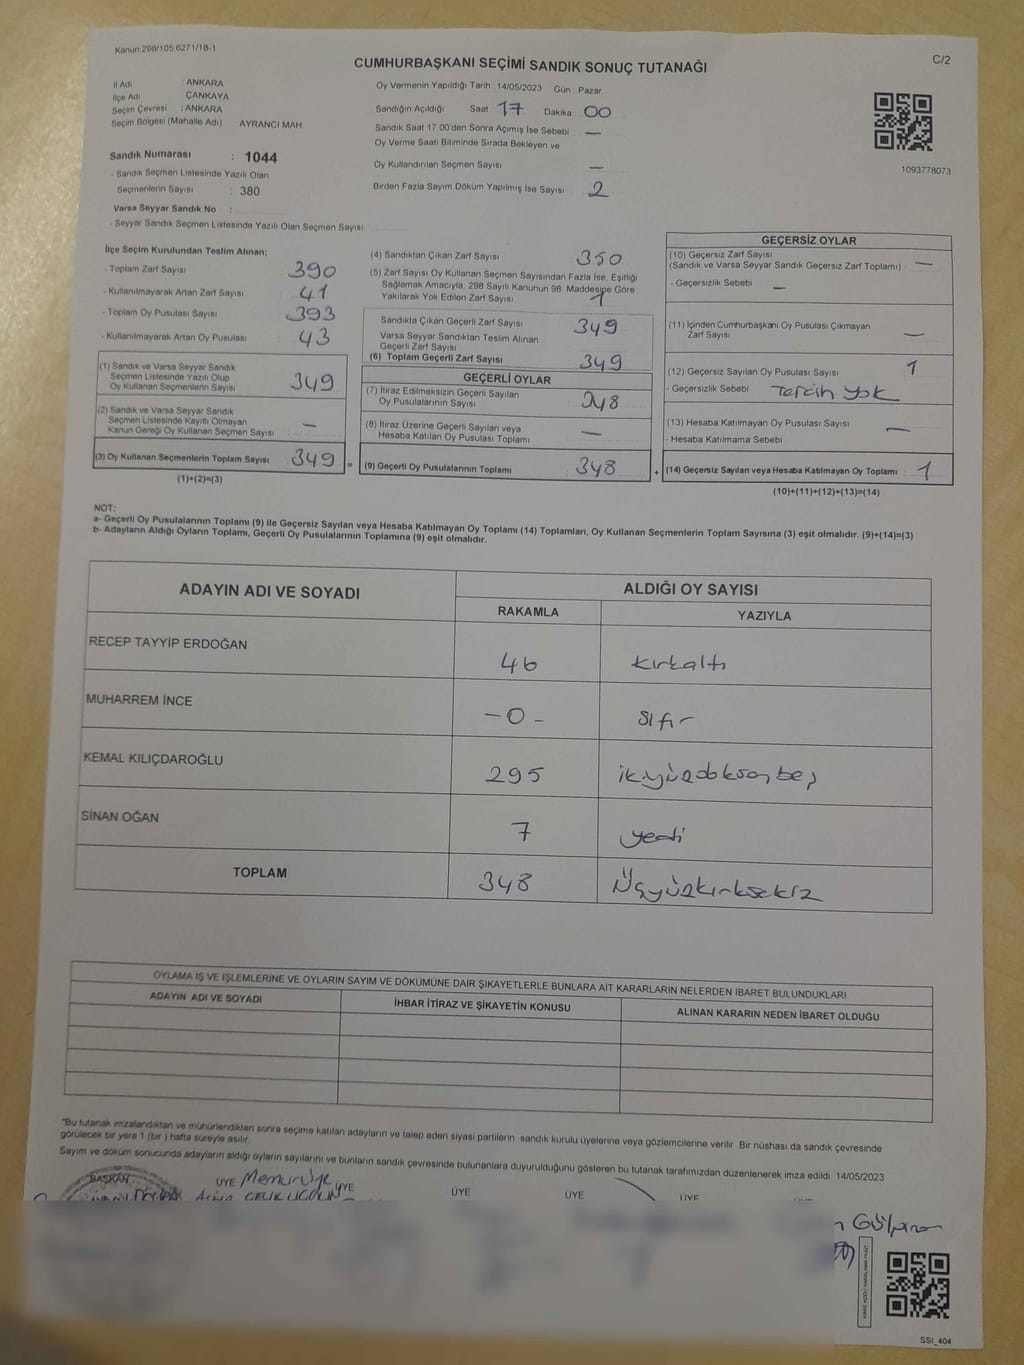 Kanun:298/105,6271/18-1
C/2
CUMHURBAŞKANI SEÇİMİ SANDIK SONUÇ TUTANAĞI
İl Adı : ANKARA
İlçe Adı : ÇANKAYA
Seçim Çevresi : ANKARA
Seçim Bölgesi (Mahalle Adı) : AYRANCI MAH.
Sandık Numarası : 1044
- Sandık Seçmen Listesinde Yazılı Olan
Seçmenlerin Sayısı : 380
Varsa Seyyar Sandık No :
- Seyyar Sandık Seçmen Listesinde Yazılı Olan Seçmen Sayısı
Oy Vermenin Yapıldığı Tarih : 14/05/2023 Gün Pazar
Sandığın Açıldığı Saat 17 Dakika 00
Sandık Saat 17:00'den Sonra Açımış İse Sebebi —
Oy Verme Saati Bitiminde Sırada Bekleyen ve
Oy Kullandırılan Seçmen Sayısı —
Birden Fazla Sayım Döküm Yapılmış İse Sayısı 2
1093778073
İlçe Seçim Kurulundan Teslim Alınan;
- Toplam Zarf Sayısı 390
- Kullanılmayarak Artan Zarf Sayısı 41
- Toplam Oy Pusulası Sayısı 393
- Kullanılmayarak Artan Oy Pusulası 43
(1) Sandık ve Varsa Seyyar Sandık
Seçmen Listesinde Yazılı Olup
Oy Kullanan Seçmenlerin Sayısı 349
(2) Sandık ve Varsa Seyyar Sandık
Seçmen Listesinde Kayıtlı Olmayan
Kanun Gereği Oy Kullanan Seçmen Sayısı —
(3) Oy Kullanan Seçmenlerin Toplam Sayısı 349 =
(1)+(2)=(3)
(4) Sandıktan Çıkan Zarf Sayısı 350
(5) Zarf Sayısı Oy Kullanan Seçmen Sayısından Fazla İse, Eşitliği
Sağlamak Amacıyla; 298 Sayılı Kanunun 98. Maddesine Göre
Yakılarak Yok Edilen Zarf Sayısı 1
Sandıkta Çıkan Geçerli Zarf Sayısı 349
Varsa Seyyar Sandıktan Teslim Alınan
Geçerli Zarf Sayısı
(6) Toplam Geçerli Zarf Sayısı 349
GEÇERLİ OYLAR
(7) İtiraz Edilmeksizin Geçerli Sayılan
Oy Pusulalarının Sayısı 348
(8) İtiraz Üzerine Geçerli Sayılan veya
Hesaba Katılan Oy Pusulası Toplamı —
(9) Geçerli Oy Pusulalarının Toplamı 348 +
GEÇERSİZ OYLAR
(10) Geçersiz Zarf Sayısı
(Sandık ve Varsa Seyyar Sandık Geçersiz Zarf Toplamı) —
- Geçersizlik Sebebi —
(11) İçinden Cumhurbaşkanı Oy Pusulası Çıkmayan
Zarf Sayısı —
(12) Geçersiz Sayılan Oy Pusulası Sayısı 1
- Geçersizlik Sebebi Tercih yok
(13) Hesaba Katılmayan Oy Pusulası Sayısı —
- Hesaba Katılmama Sebebi
(14) Geçersiz Sayılan veya Hesaba Katılmayan Oy Toplamı 1
(10)+(11)+(12)+(13)=(14)
NOT:
a- Geçerli Oy Pusulalarının Toplamı (9) ile Geçersiz Sayılan veya Hesaba Katılmayan Oy Toplamı (14) Toplamları, Oy Kullanan Seçmenlerin Toplam Sayısına (3) eşit olmalıdır. (9)+(14)=(3)
b- Adayların Aldığı Oyların Toplamı, Geçerli Oy Pusulalarının Toplamına (9) eşit olmalıdır.
ADAYIN ADI VE SOYADI ALDIĞI OY SAYISI
RAKAMLA YAZIYLA
RECEP TAYYİP ERDOĞAN 46 kırkaltı
MUHARREM İNCE -0- sıfır
KEMAL KILIÇDAROĞLU 295 ikiyüzdoksanbeş
SİNAN OĞAN 7 yedi
TOPLAM 348 Üçyüzkırksekiz
OYLAMA İŞ VE İŞLEMLERİNE VE OYLARIN SAYIM VE DÖKÜMÜNE DAİR ŞİKAYETLERLE BUNLARA AİT KARARLARIN NELERDEN İBARET BULUNDUKLARI
ADAYIN ADI VE SOYADI İHBAR İTİRAZ VE ŞİKAYETİN KONUSU ALINAN KARARIN NEDEN İBARET OLDUĞU
"Bu tutanak imzalandıktan ve mühürlendikten sonra seçime katılan adayların ve talep eden siyasi partilerin sandık kurulu üyelerine veya gözlemcilerine verilir. Bir nüshası da sandık çevresinde
görülecek bir yere 1 (bir ) hafta süreyle asılır.
Sayım ve döküm sonucunda adayların aldığı oyların sayılarını ve bunların sandık çevresinde bulunanlara duyurulduğunu gösteren bu tutanak tarafımızdan düzenlenerek imza edildi. 14/05/2023
BAŞKAN ÜYE Memur Üye ÜYE ÜYE ÜYE ÜYE
Gülpınar
SSI_404